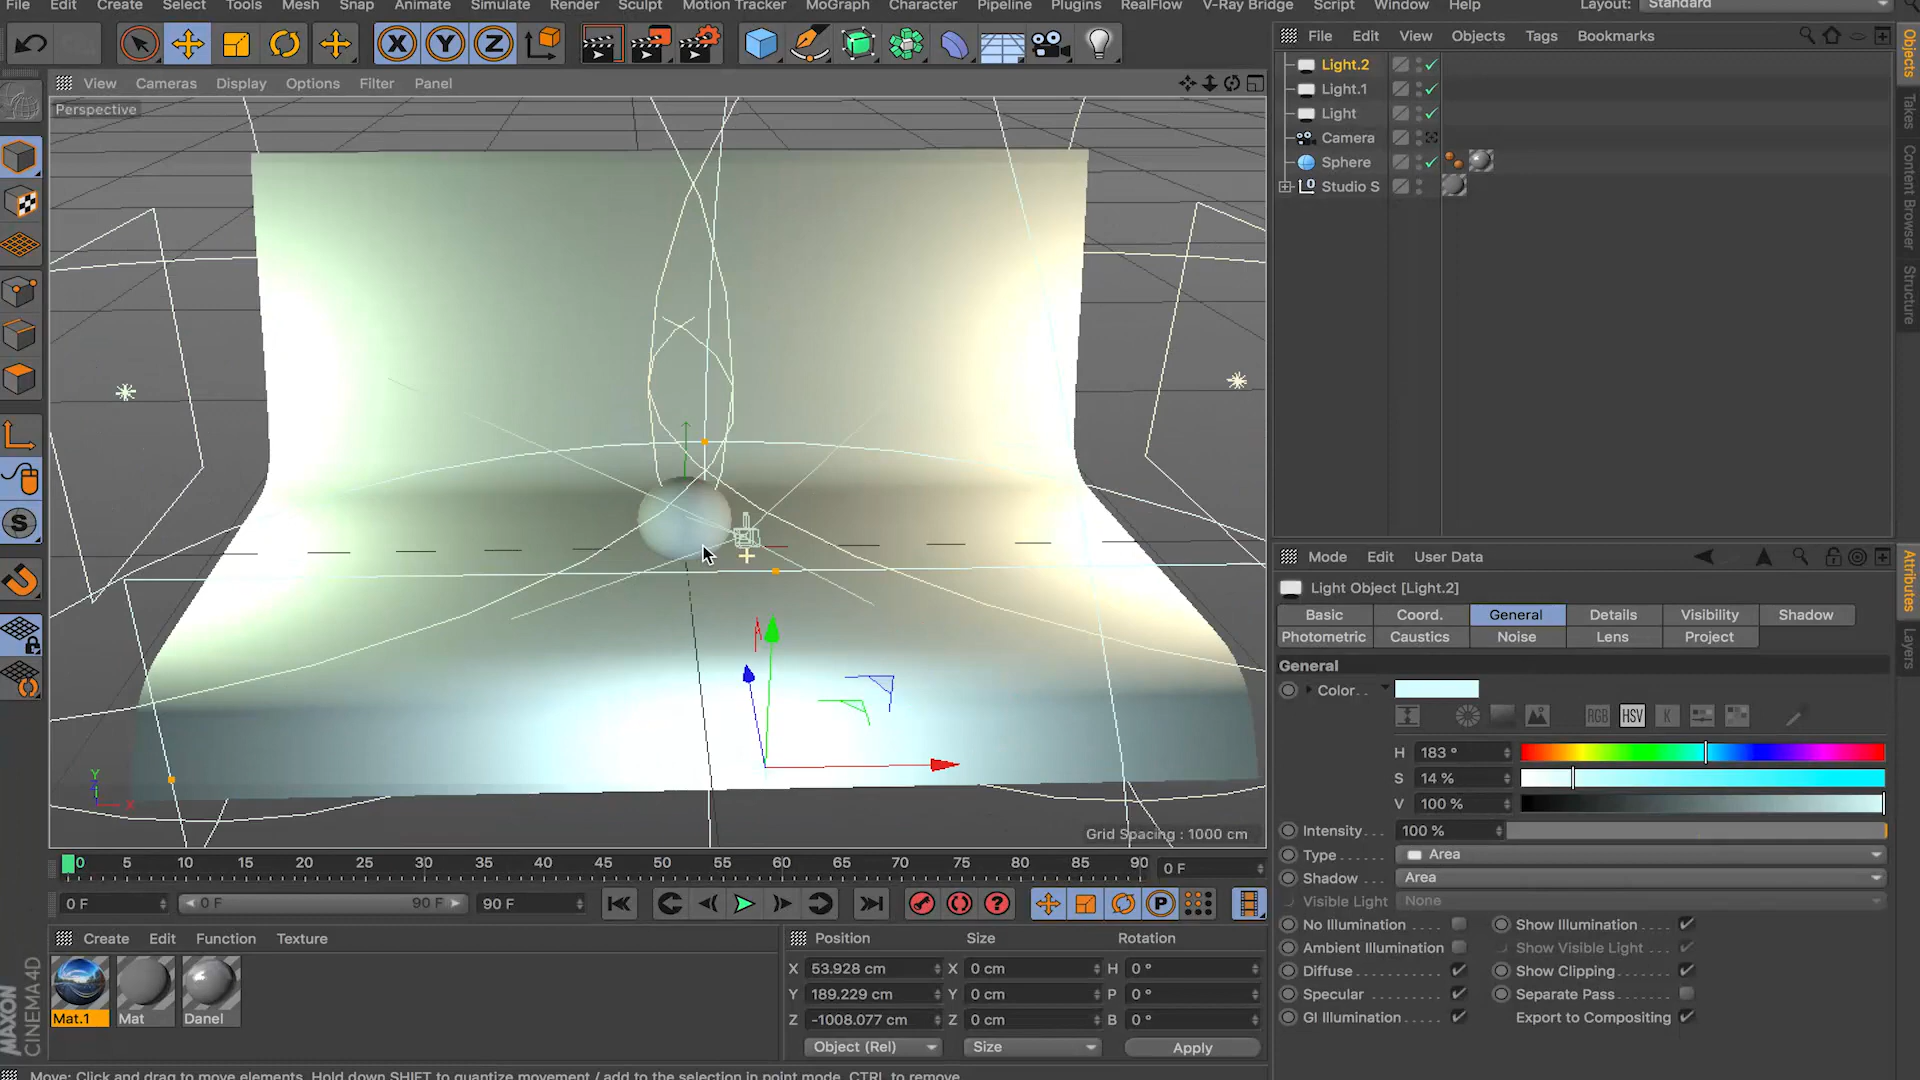 File Edit Create Select Tools Mesh Snap Animate Simulate Render Sculpt Motion Tracker MoGraph Character Pipeline Plugins RealFlow V-Ray Bridge Script Window Help Layout: Standard
View Cameras Display Options Filter Panel
Perspective
Grid Spacing : 1000 cm
0 5 10 15 20 25 30 35 40 45 50 55 60 65 70 75 80 85 90 0 F
0 F 0 F 90 F 90 F
Create Edit Function Texture
Mat.1 Mat Danel
MAXON CINEMA4D
Position Size Rotation
X 53.928 cm X 0 cm H 0 °
Y 189.229 cm Y 0 cm P 0 °
Z -1008.077 cm Z 0 cm B 0 °
Object (Rel) Size Apply
Move: Click and drag to move elements. Hold down SHIFT to quantize movement / add to the selection in point mode, CTRL to remove.
File Edit View Objects Tags Bookmarks
Light.2
Light.1
Light
Camera
Sphere
Studio S
Objects
Takes
Content Browser
Structure
Mode Edit User Data
Light Object [Light.2]
Basic Coord. General Details Visibility Shadow
Photometric Caustics Noise Lens Project
General
Color
RGB HSV K
H 183 °
S 14 %
V 100 %
Intensity 100 %
Type Area
Shadow Area
Visible Light None
No Illumination Show Illumination
Ambient Illumination Show Visible Light
Diffuse Show Clipping
Specular Separate Pass
GI Illumination Export to Compositing
Attributes
Layers